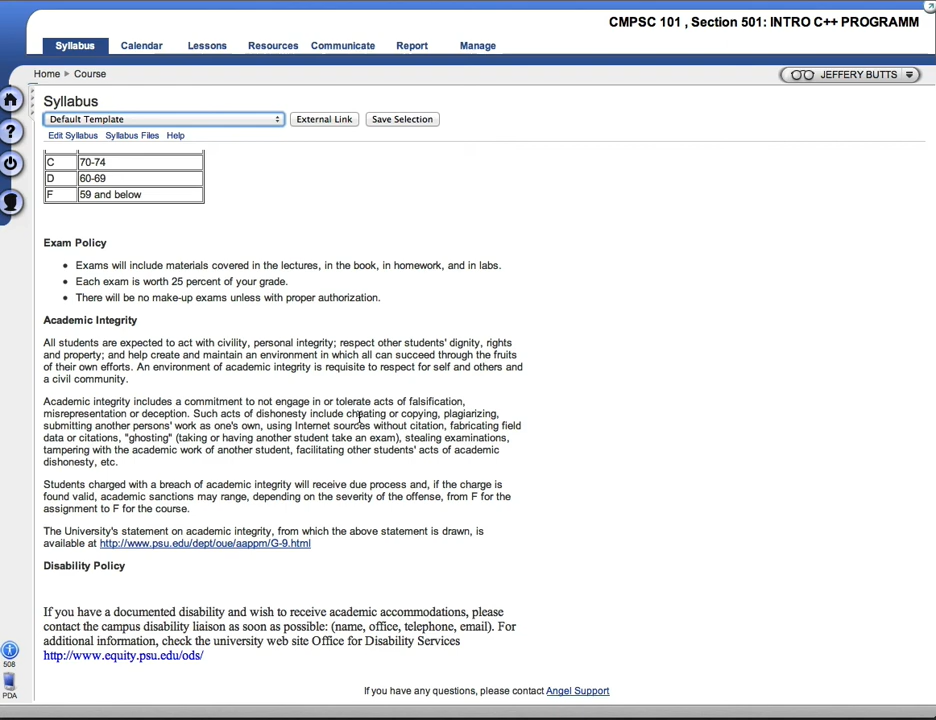 CMPSC 101 , Section 501: INTRO C++ PROGRAMM
Syllabus Calendar Lessons Resources Communicate Report Manage
Home Course
JEFFERY BUTTS
Syllabus
Default Template External Link Save Selection
Edit Syllabus Syllabus Files Help
C 70-74
D 60-69
F 59 and below
Exam Policy
• Exams will include materials covered in the lectures, in the book, in homework, and in labs.
• Each exam is worth 25 percent of your grade.
• There will be no make-up exams unless with proper authorization.
Academic Integrity
All students are expected to act with civility, personal integrity; respect other students' dignity, rights
and property; and help create and maintain an environment in which all can succeed through the fruits
of their own efforts. An environment of academic integrity is requisite to respect for self and others and
a civil community.
Academic integrity includes a commitment to not engage in or tolerate acts of falsification,
misrepresentation or deception. Such acts of dishonesty include cheating or copying, plagiarizing,
submitting another persons' work as one's own, using Internet sources without citation, fabricating field
data or citations, "ghosting" (taking or having another student take an exam), stealing examinations,
tampering with the academic work of another student, facilitating other students' acts of academic
dishonesty, etc.
Students charged with a breach of academic integrity will receive due process and, if the charge is
found valid, academic sanctions may range, depending on the severity of the offense, from F for the
assignment to F for the course.
The University's statement on academic integrity, from which the above statement is drawn, is
available at http://www.psu.edu/dept/oue/aappm/G-9.html
Disability Policy
If you have a documented disability and wish to receive academic accommodations, please
contact the campus disability liaison as soon as possible: (name, office, telephone, email). For
additional information, check the university web site Office for Disability Services
http://www.equity.psu.edu/ods/
508
PDA
If you have any questions, please contact Angel Support